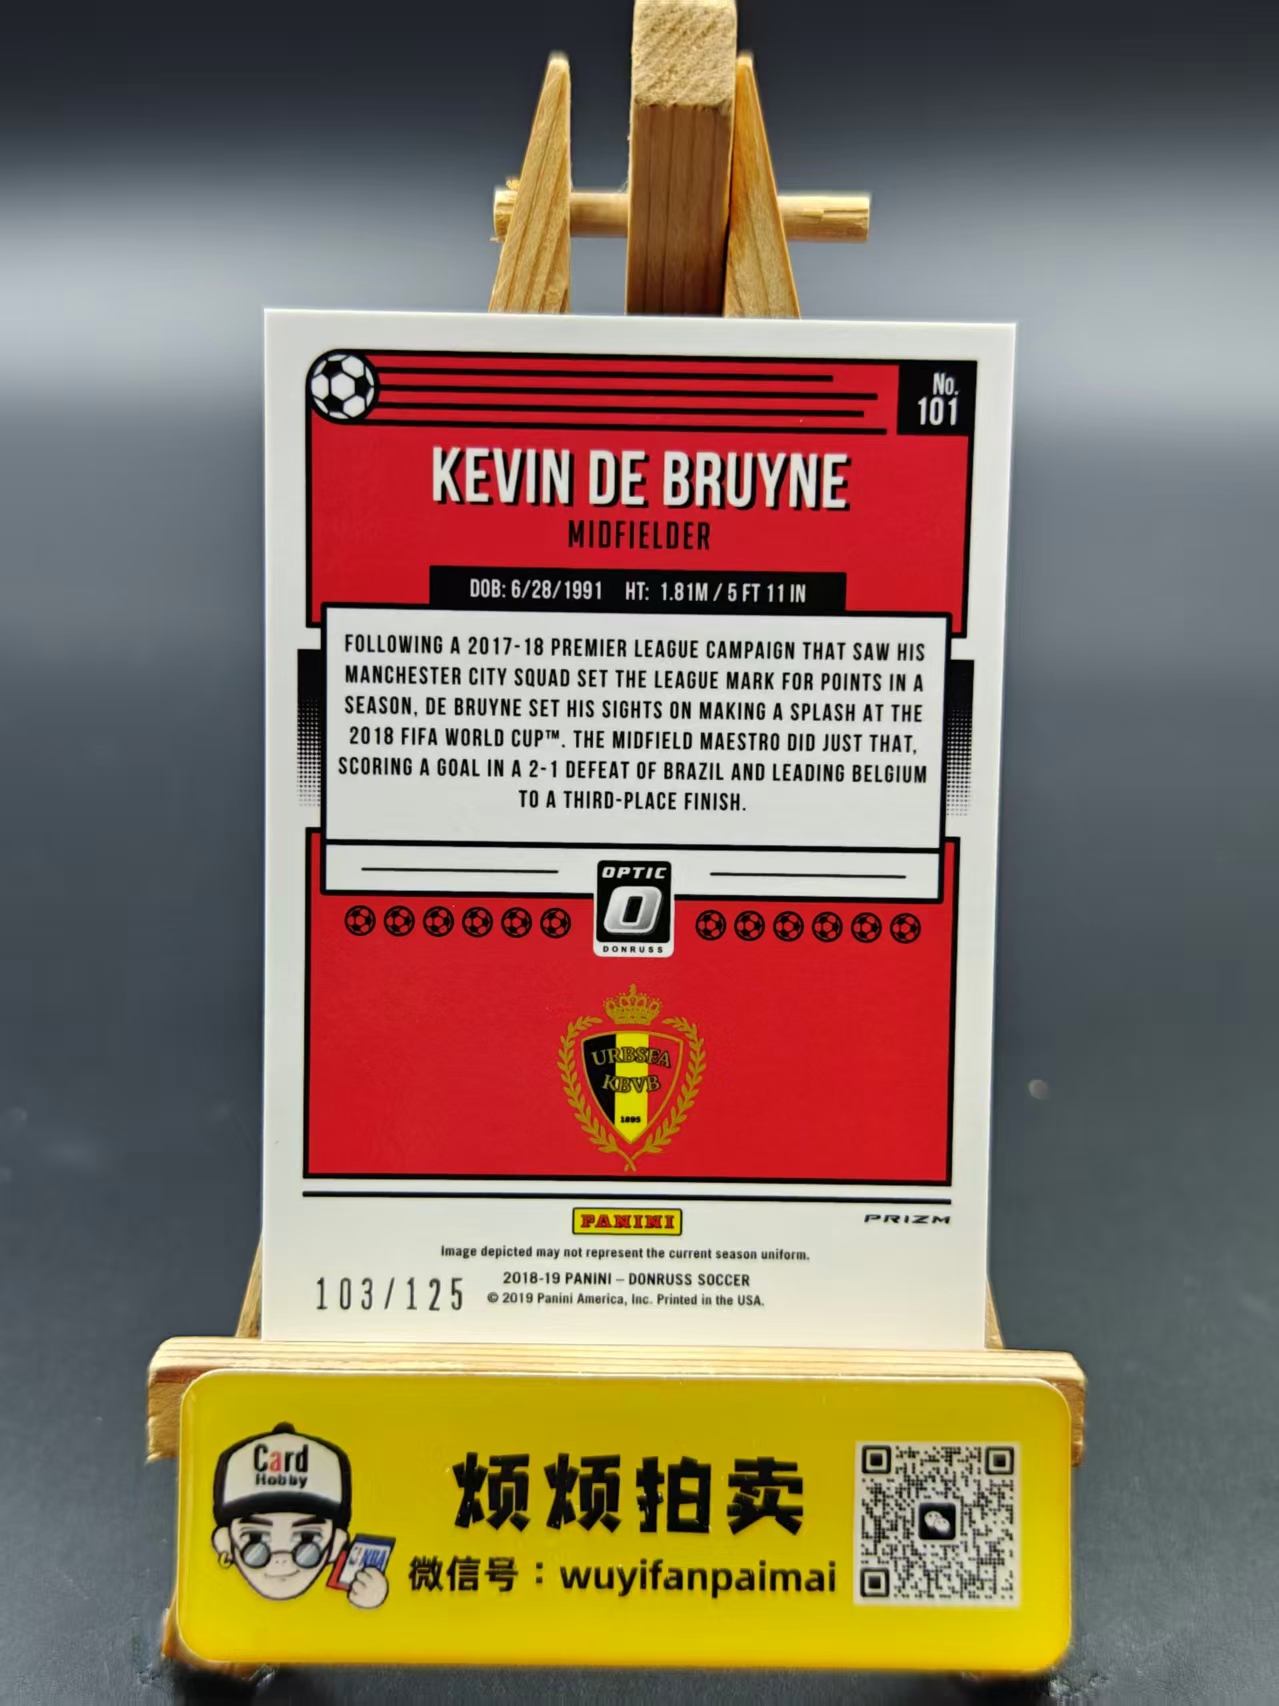 No.
101
KEVIN DE BRUYNE
MIDFIELDER
DOB: 6/28/1991 HT: 1.81M / 5 FT 11 IN
FOLLOWING A 2017-18 PREMIER LEAGUE CAMPAIGN THAT SAW HIS
MANCHESTER CITY SQUAD SET THE LEAGUE MARK FOR POINTS IN A
SEASON, DE BRUYNE SET HIS SIGHTS ON MAKING A SPLASH AT THE
2018 FIFA WORLD CUP™. THE MIDFIELD MAESTRO DID JUST THAT,
SCORING A GOAL IN A 2-1 DEFEAT OF BRAZIL AND LEADING BELGIUM
TO A THIRD-PLACE FINISH.
OPTIC
O
DONRUSS
URBSFA
KBVB
1895
PANINI
PRIZM
Image depicted may not represent the current season uniform.
2018-19 PANINI – DONRUSS SOCCER
103/125
© 2019 Panini America, Inc. Printed in the USA.
Card
Hobby
NBA
烦烦拍卖
微信号：wuyifanpaimai